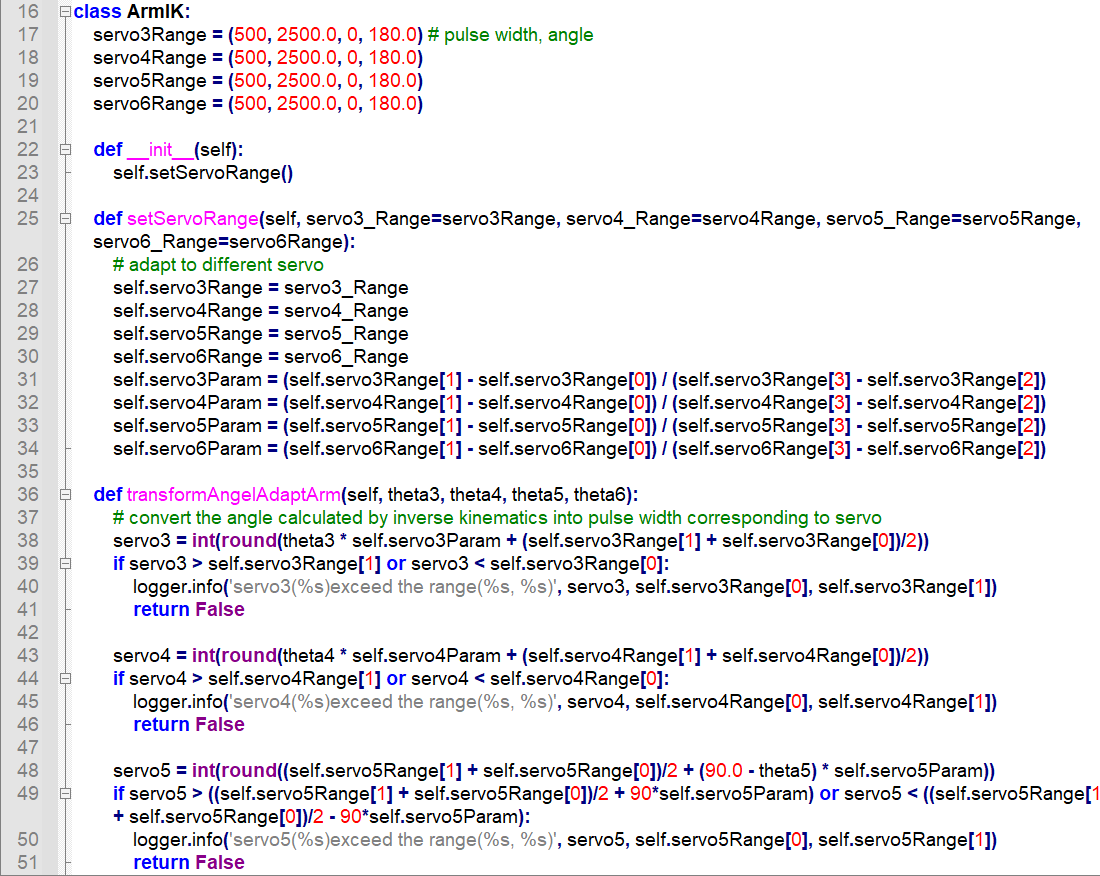 16 class ArmIK:
17 servo3Range = (500, 2500.0, 0, 180.0) # pulse width, angle
18 servo4Range = (500, 2500.0, 0, 180.0)
19 servo5Range = (500, 2500.0, 0, 180.0)
20 servo6Range = (500, 2500.0, 0, 180.0)
21
22 def __init__(self):
23 self.setServoRange()
24
25 def setServoRange(self, servo3_Range=servo3Range, servo4_Range=servo4Range, servo5_Range=servo5Range,
servo6_Range=servo6Range):
26 # adapt to different servo
27 self.servo3Range = servo3_Range
28 self.servo4Range = servo4_Range
29 self.servo5Range = servo5_Range
30 self.servo6Range = servo6_Range
31 self.servo3Param = (self.servo3Range[1] - self.servo3Range[0]) / (self.servo3Range[3] - self.servo3Range[2])
32 self.servo4Param = (self.servo4Range[1] - self.servo4Range[0]) / (self.servo4Range[3] - self.servo4Range[2])
33 self.servo5Param = (self.servo5Range[1] - self.servo5Range[0]) / (self.servo5Range[3] - self.servo5Range[2])
34 self.servo6Param = (self.servo6Range[1] - self.servo6Range[0]) / (self.servo6Range[3] - self.servo6Range[2])
35
36 def transformAngelAdaptArm(self, theta3, theta4, theta5, theta6):
37 # convert the angle calculated by inverse kinematics into pulse width corresponding to servo
38 servo3 = int(round(theta3 * self.servo3Param + (self.servo3Range[1] + self.servo3Range[0])/2))
39 if servo3 > self.servo3Range[1] or servo3 < self.servo3Range[0]:
40 logger.info('servo3(%s)exceed the range(%s, %s)', servo3, self.servo3Range[0], self.servo3Range[1])
41 return False
42
43 servo4 = int(round(theta4 * self.servo4Param + (self.servo4Range[1] + self.servo4Range[0])/2))
44 if servo4 > self.servo4Range[1] or servo4 < self.servo4Range[0]:
45 logger.info('servo4(%s)exceed the range(%s, %s)', servo4, self.servo4Range[0], self.servo4Range[1])
46 return False
47
48 servo5 = int(round((self.servo5Range[1] + self.servo5Range[0])/2 + (90.0 - theta5) * self.servo5Param))
49 if servo5 > ((self.servo5Range[1] + self.servo5Range[0])/2 + 90*self.servo5Param) or servo5 < ((self.servo5Range[1
+ self.servo5Range[0])/2 - 90*self.servo5Param):
50 logger.info('servo5(%s)exceed the range(%s, %s)', servo5, self.servo5Range[0], self.servo5Range[1])
51 return False